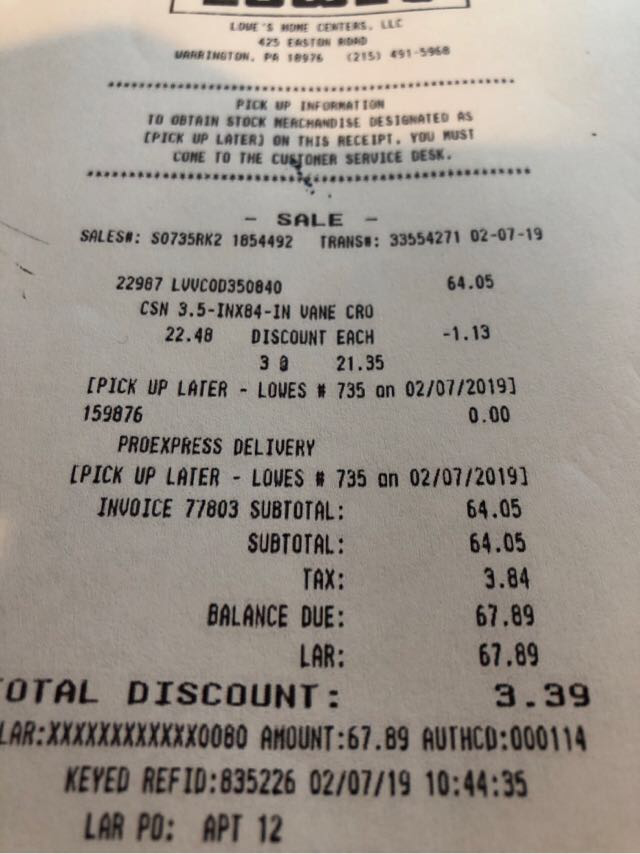 LOWE'S HOME CENTERS, LLC
425 EASTON ROAD
WARRINGTON, PA 18976 (215) 491-5968
PICK UP INFORMATION
TO OBTAIN STOCK MERCHANDISE DESIGNATED AS
[PICK UP LATER] ON THIS RECEIPT, YOU MUST
COME TO THE CUSTOMER SERVICE DESK.
- SALE -
SALES#: S0735RK2 1854492 TRANS#: 33554271 02-07-19
22987 LVVCOD350840 64.05
CSN 3.5-INX84-IN VANE CRO
22.48 DISCOUNT EACH -1.13
3 @ 21.35
[PICK UP LATER - LOWES # 735 on 02/07/2019]
159876 0.00
PROEXPRESS DELIVERY
[PICK UP LATER - LOWES # 735 on 02/07/2019]
INVOICE 77803 SUBTOTAL: 64.05
SUBTOTAL: 64.05
TAX: 3.84
BALANCE DUE: 67.89
LAR: 67.89
TOTAL DISCOUNT: 3.39
LAR:XXXXXXXXXXXX0080 AMOUNT:67.89 AUTHCD:000114
KEYED REFID:835226 02/07/19 10:44:35
LAR PO: APT 12